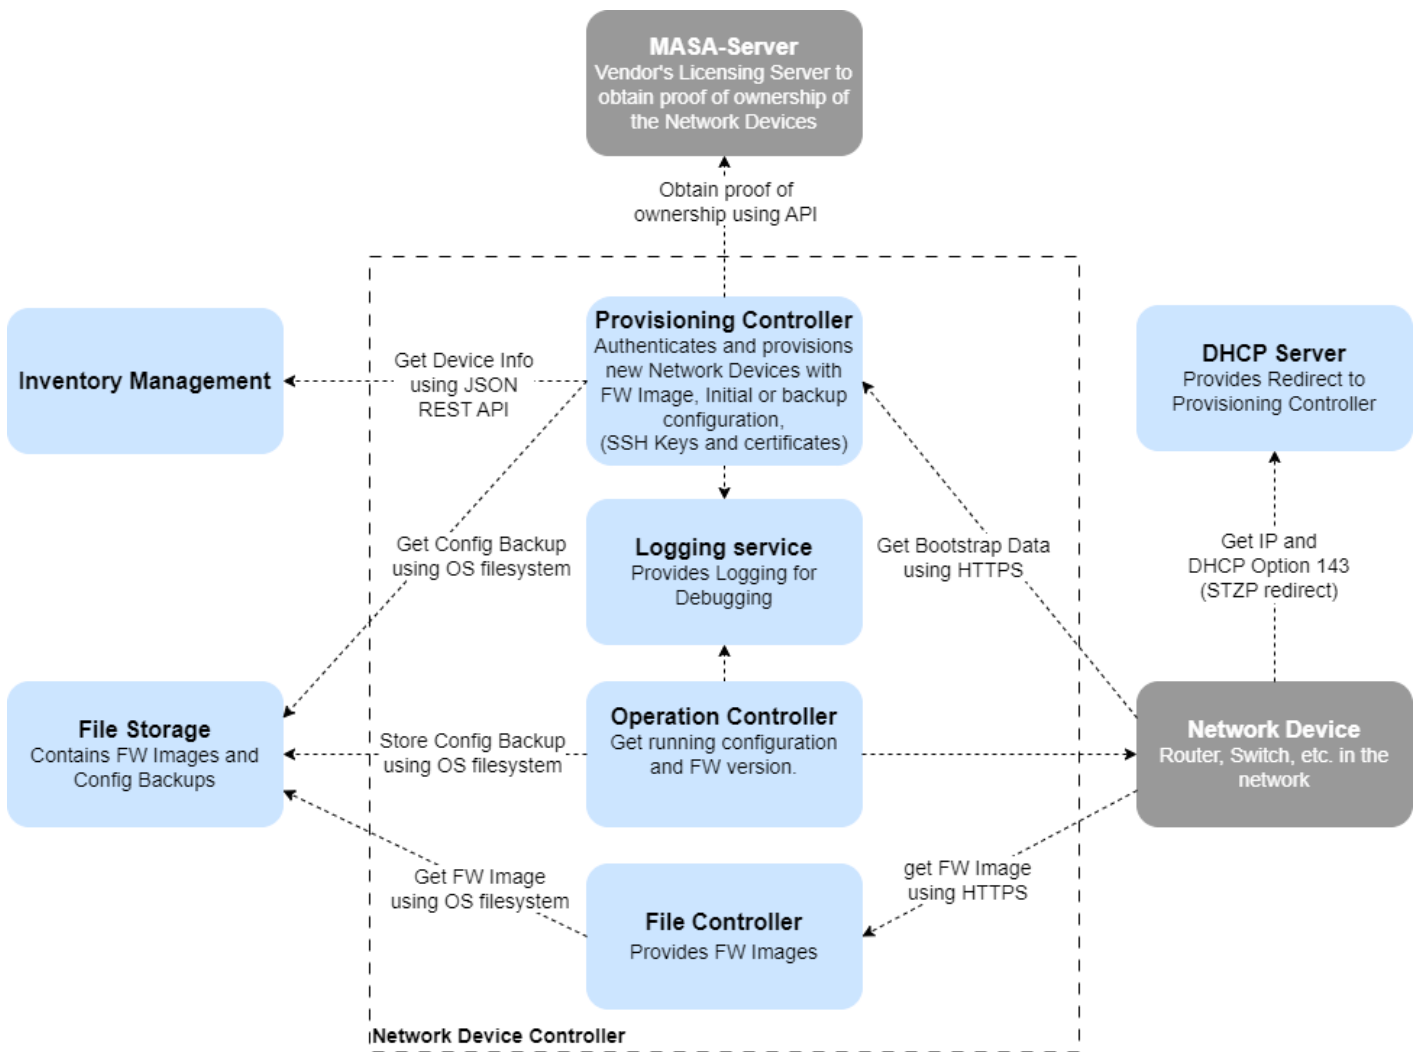 MASA-Server
Vendor's Licensing Server to
obtain proof of ownership of
the Network Devices
Obtain proof of
ownership using API
Provisioning Controller
Authenticates and provisions
new Network Devices with
FW Image, Initial or backup
configuration,
(SSH Keys and certificates)
Inventory Management
Get Device Info
using JSON
REST API
DHCP Server
Provides Redirect to
Provisioning Controller
Get Config Backup
using OS filesystem
Logging service
Provides Logging for
Debugging
Get Bootstrap Data
using HTTPS
Get IP and
DHCP Option 143
(STZP redirect)
File Storage
Contains FW Images and
Config Backups
Store Config Backup
using OS filesystem
Operation Controller
Get running configuration
and FW version.
Network Device
Router, Switch, etc. in the
network
Get FW Image
using OS filesystem
File Controller
Provides FW Images
get FW Image
using HTTPS
Network Device Controller